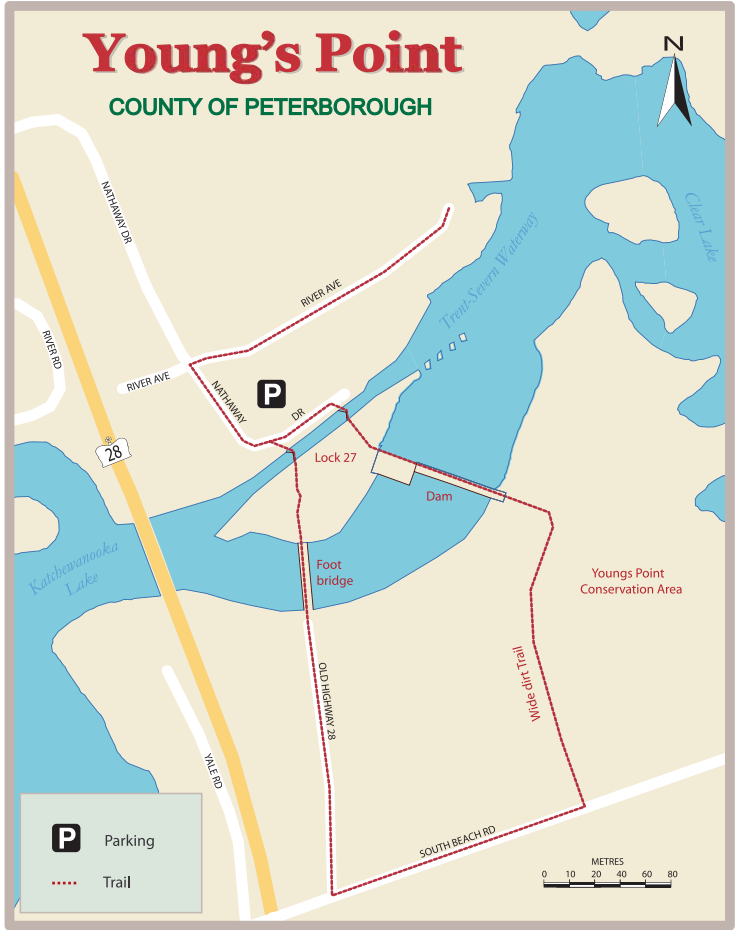 Young's Point
COUNTY OF PETERBOROUGH
N
NATHAWAY DR
Clear Lake
Trent-Severn Waterway
RIVER AVE
RIVER RD
RIVER AVE
NATHAWAY
DR
P
28
Lock 27
Dam
Katchewanooka
Lake
Foot
bridge
Youngs Point
Conservation Area
Wide dirt Trail
OLD HIGHWAY 28
YALE RD
SOUTH BEACH RD
P Parking
Trail
METRES
0 10 20 40 60 80